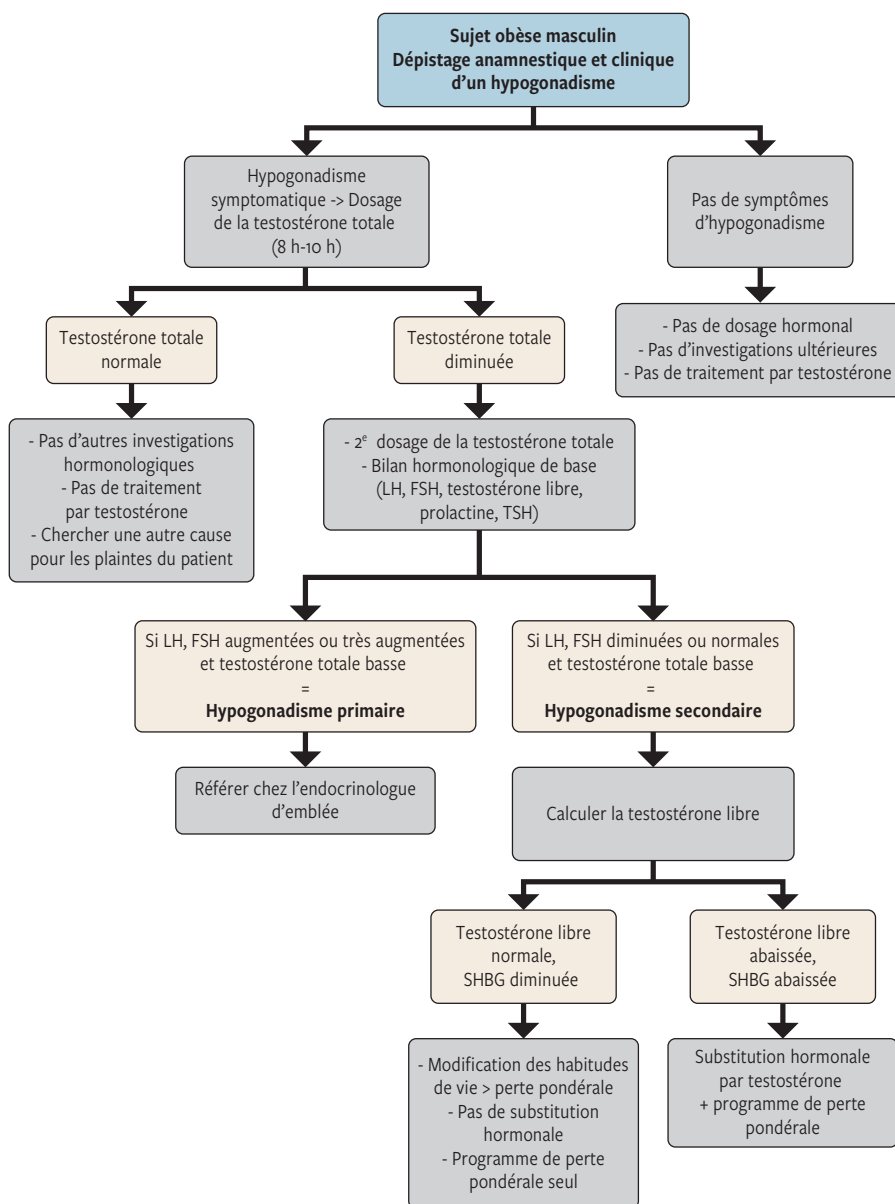 Sujet obèse masculin
Dépistage anamnestique et clinique
d’un hypogonadisme
Hypogonadisme
symptomatique -> Dosage
de la testostérone totale
(8 h-10 h)
Pas de symptômes
d’hypogonadisme
Testostérone totale
normale
Testostérone totale
diminuée
- Pas de dosage hormonal
- Pas d’investigations ultérieures
- Pas de traitement par testostérone
- Pas d’autres investigations
hormonologiques
- Pas de traitement
par testostérone
- Chercher une autre cause
pour les plaintes du patient
- 2e dosage de la testostérone totale
- Bilan hormonologique de base
(LH, FSH, testostérone libre,
prolactine, TSH)
Si LH, FSH augmentées ou très augmentées
et testostérone totale basse
=
Hypogonadisme primaire
Si LH, FSH diminuées ou normales
et testostérone totale basse
=
Hypogonadisme secondaire
Référer chez l’endocrinologue
d’emblée
Calculer la testostérone libre
Testostérone libre
normale,
SHBG diminuée
Testostérone libre
abaissée,
SHBG abaissée
- Modification des habitudes
de vie > perte pondérale
- Pas de substitution
hormonale
- Programme de perte
pondérale seul
Substitution hormonale
par testostérone
+ programme de perte
pondérale